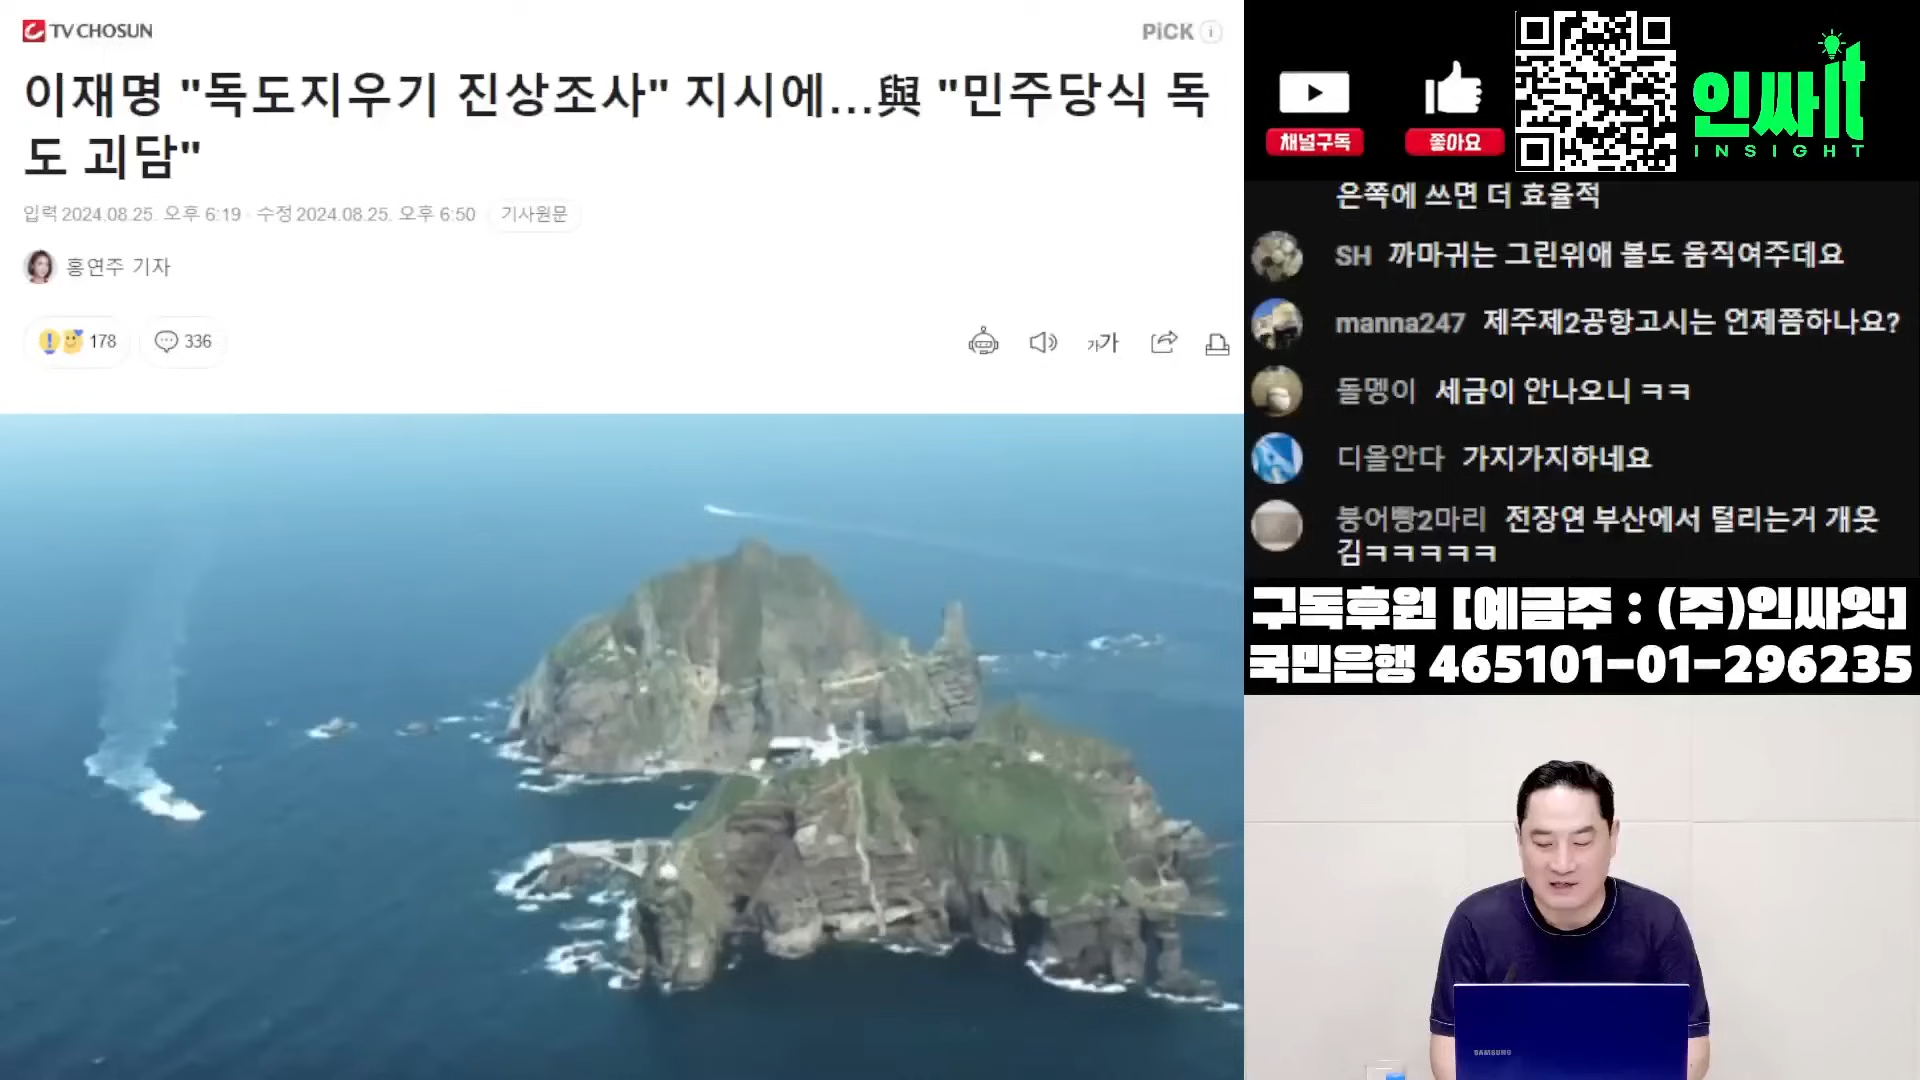 TV CHOSUN
PiCK
이재명 "독도지우기 진상조사" 지시에...與 "민주당식 독
도 괴담"
입력 2024.08.25. 오후 6:19 · 수정 2024.08.25. 오후 6:50 기사원문
홍연주 기자
178 336
가가
채널구독
좋아요
인싸it
INSIGHT
은쪽에 쓰면 더 효율적
SH 까마귀는 그린위애 볼도 움직여주데요
manna247 제주제2공항고시는 언제쯤하나요?
돌멩이 세금이 안나오니 ㅋㅋ
디올안다 가지가지하네요
붕어빵2마리 전장연 부산에서 털리는거 개웃
김ㅋㅋㅋㅋㅋ
구독후원 [예금주 : (주)인싸잇]
국민은행 465101-01-296235
SAMSUNG